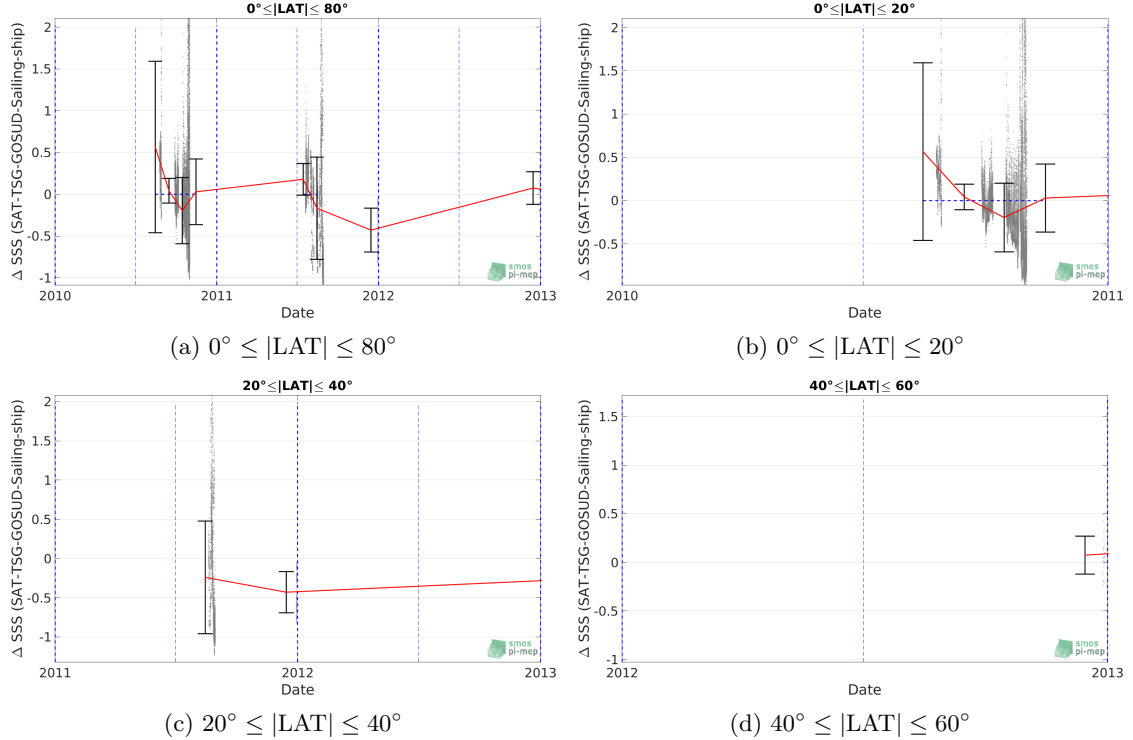 0°≤|LAT|≤ 80°
Δ SSS (SAT-TSG-GOSUD-Sailing-ship)
2
1.5
1
0.5
0
-0.5
-1
2010
2011
2012
2013
Date
smos
pi-mep
(a) 0° ≤ |LAT| ≤ 80°
0°≤|LAT|≤ 20°
Δ SSS (SAT-TSG-GOSUD-Sailing-ship)
2
1.5
1
0.5
0
-0.5
2010
2011
Date
smos
pi-mep
(b) 0° ≤ |LAT| ≤ 20°
20°≤|LAT|≤ 40°
Δ SSS (SAT-TSG-GOSUD-Sailing-ship)
2
1.5
1
0.5
0
-0.5
-1
2011
2012
2013
Date
smos
pi-mep
(c) 20° ≤ |LAT| ≤ 40°
40°≤|LAT|≤ 60°
Δ SSS (SAT-TSG-GOSUD-Sailing-ship)
1.5
1
0.5
0
-0.5
-1
2012
2013
Date
smos
pi-mep
(d) 40° ≤ |LAT| ≤ 60°